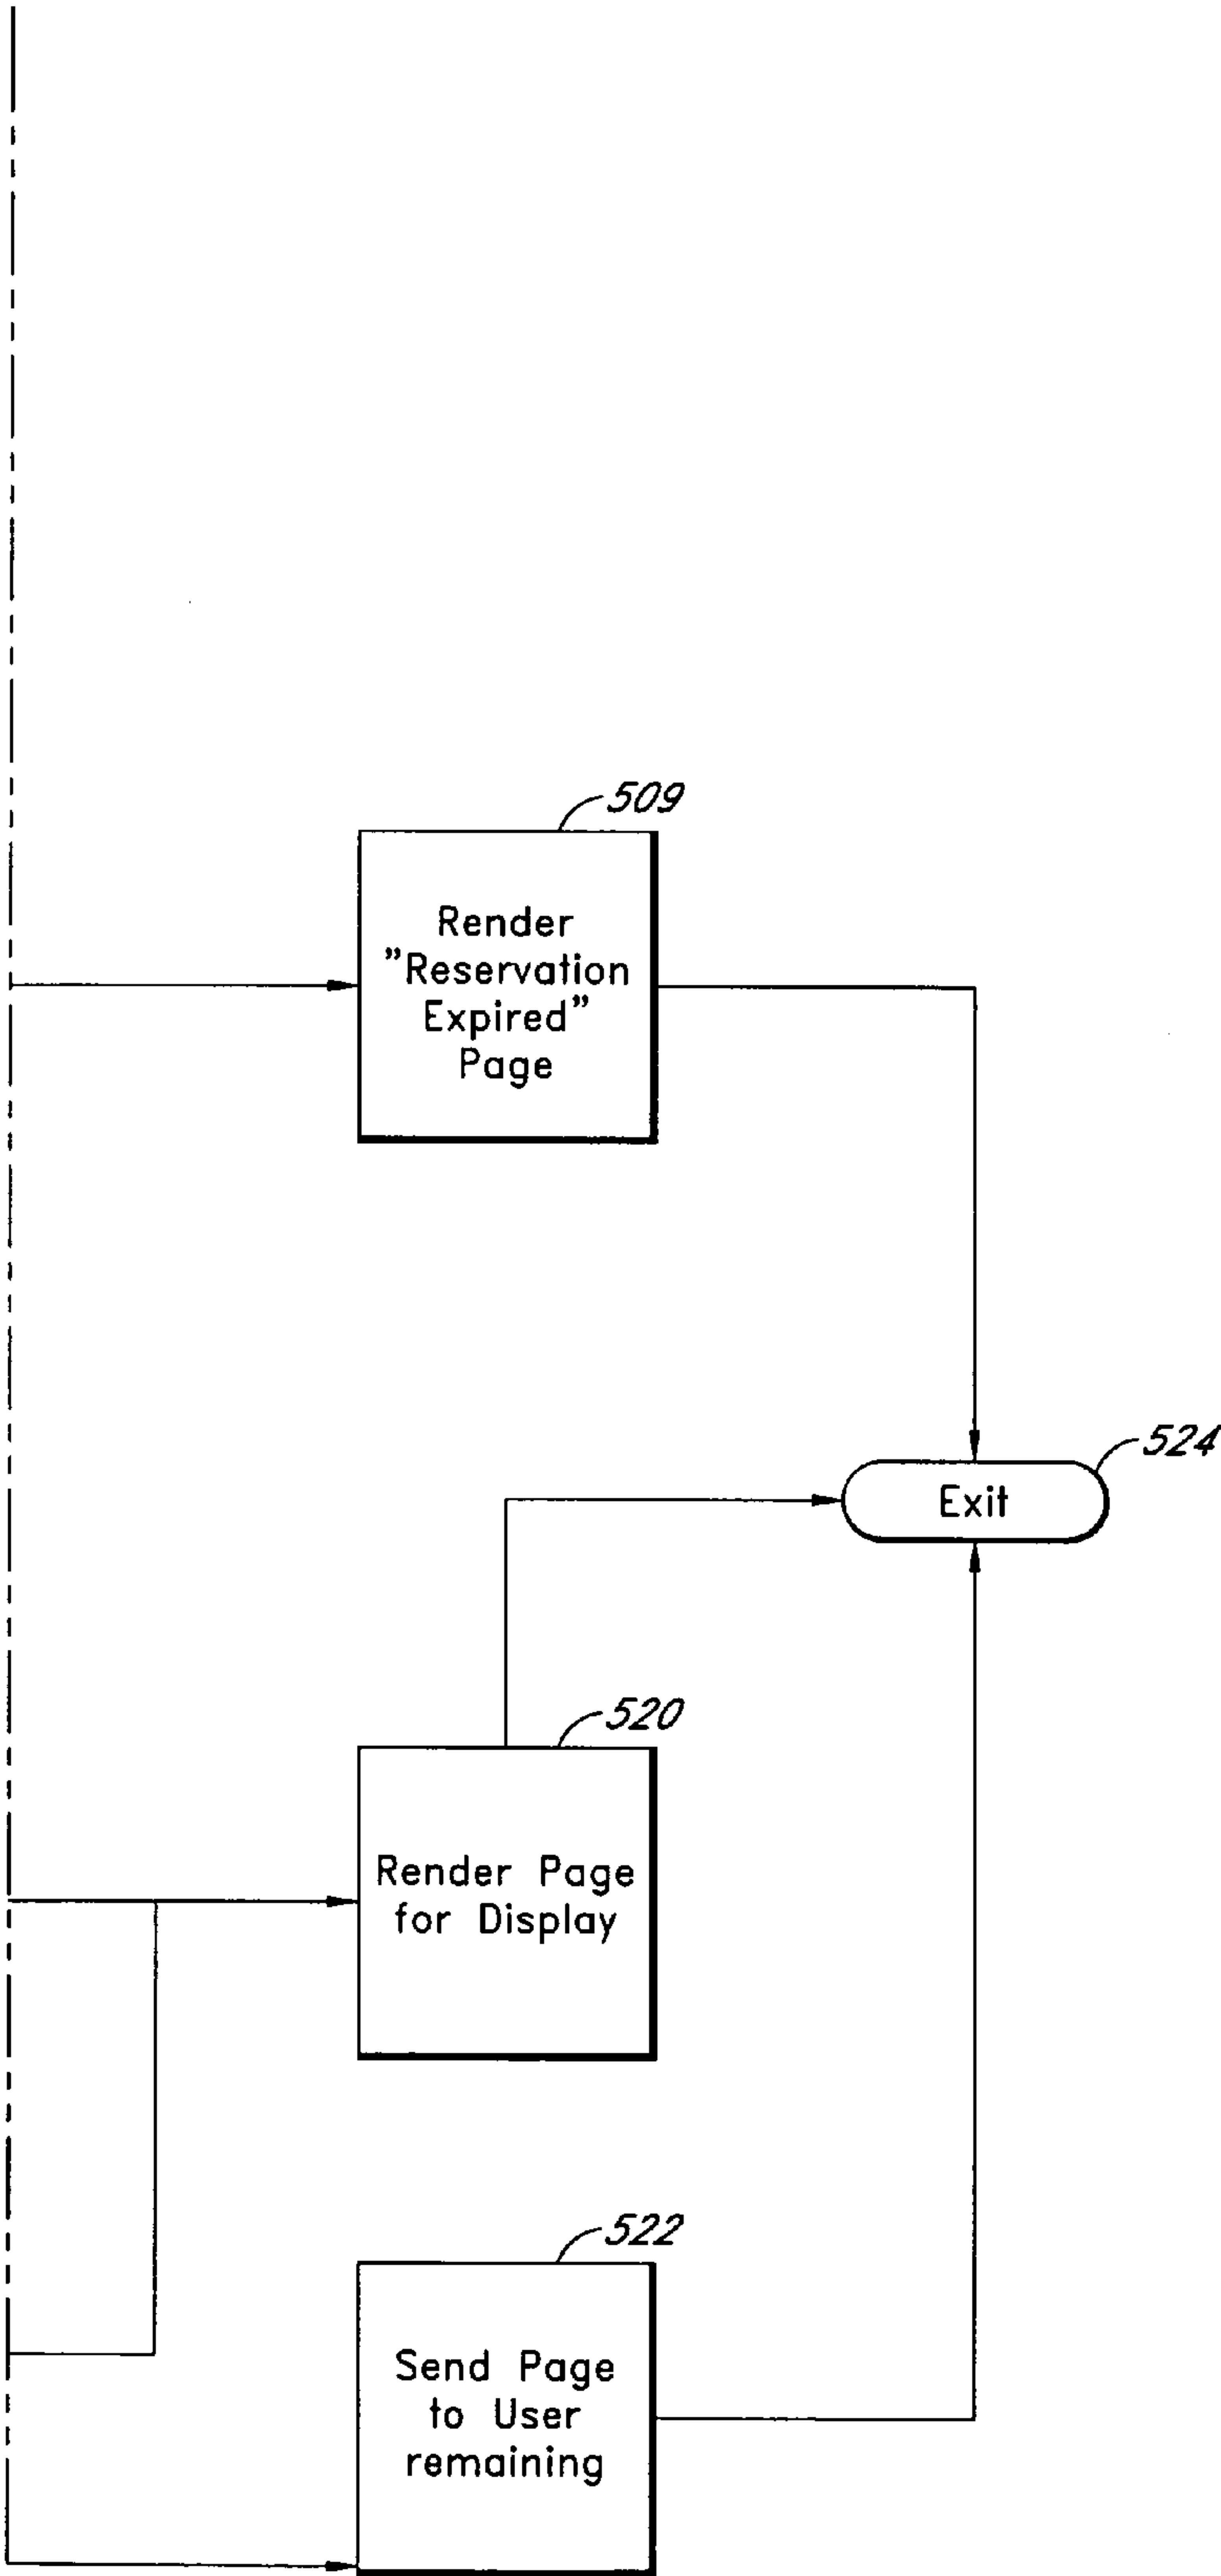 509
Render
"Reservation
Expired"
Page
524
Exit
520
Render Page
for Display
522
Send Page
to User
remaining